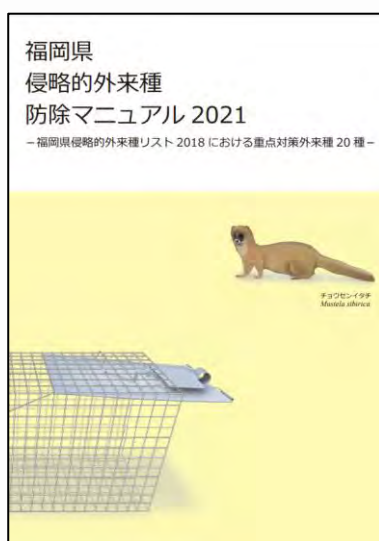 福岡県
侵略的外来種
防除マニュアル 2021
－福岡県侵略的外来種リスト 2018 における重点対策外来種 20 種－
チョウセンイタチ
Mustela sibirica